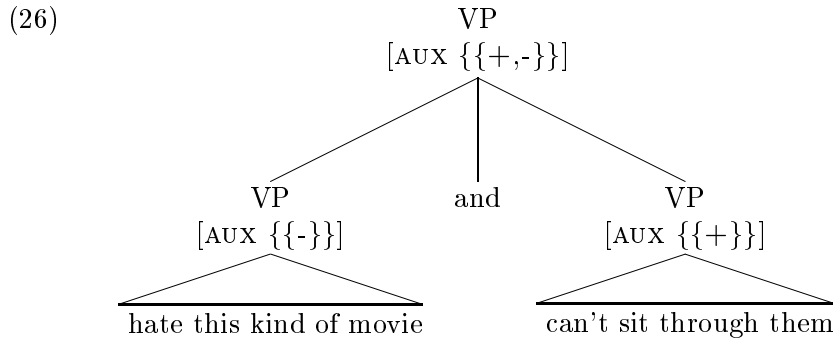 (26) VP
[AUX {{+,-}}]
VP and VP
[AUX {{-}}] [AUX {{+}}]
hate this kind of movie can't sit through them